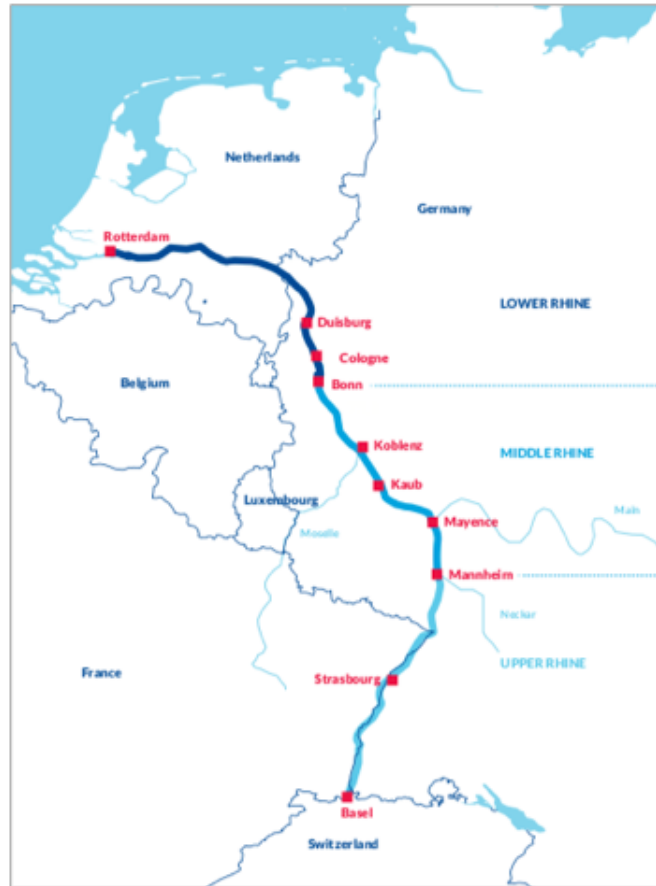 Netherlands
Germany
Rotterdam
LOWER RHINE
Duisburg
Cologne
Belgium
Bonn
Koblenz
MIDDLE RHINE
Kaub
Luxembourg
Main
Mayence
Moselle
Mannheim
Neckar
UPPER RHINE
France
Strasbourg
Basel
Switzerland